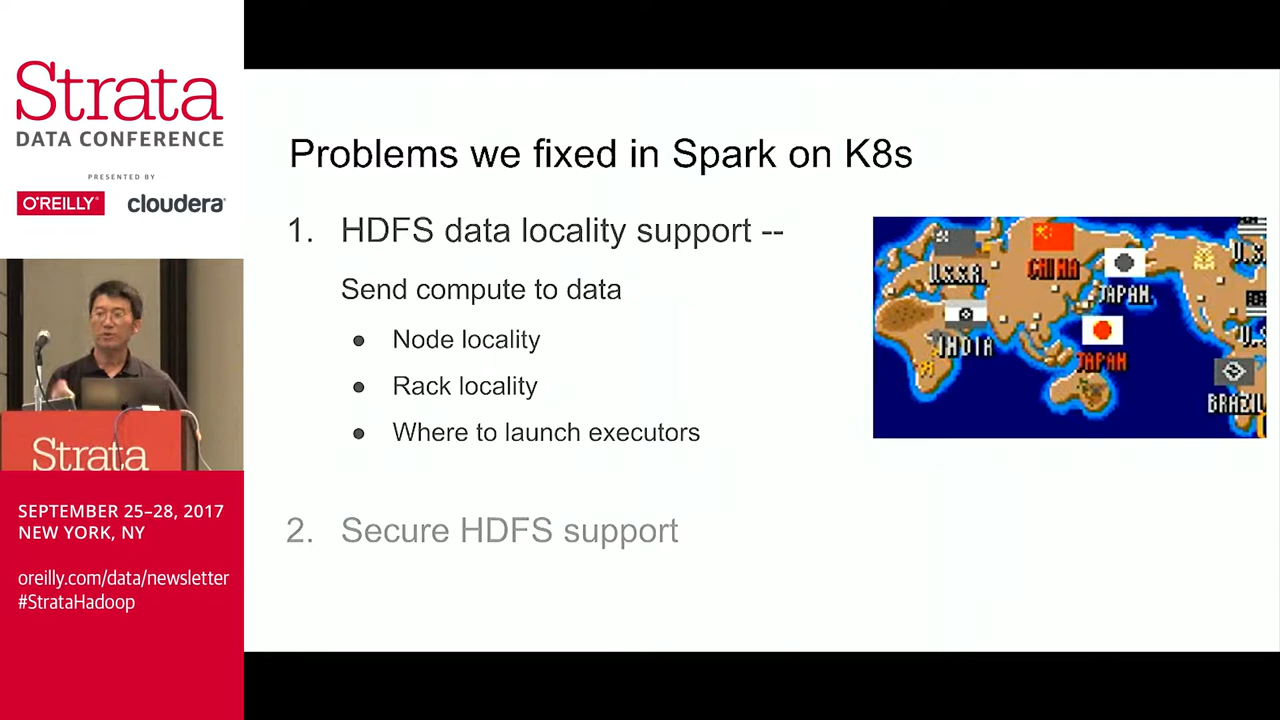 Strata
DATA CONFERENCE
PRESENTED BY
O'REILLY®
cloudera
Strata
SEPTEMBER 25–28, 2017
NEW YORK, NY
oreilly.com/data/newsletter
#StrataHadoop
Problems we fixed in Spark on K8s
1. HDFS data locality support --
Send compute to data
● Node locality
● Rack locality
● Where to launch executors
2. Secure HDFS support
U.S.S.R.
CHINA
JAPAN
INDIA
JAPAN
BRAZIL
U.S.
U.S